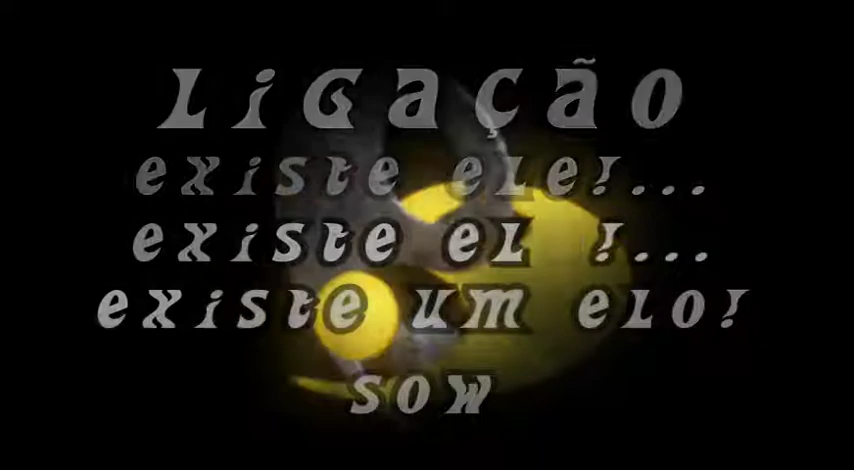 LiGaÇão
existe ele!...
existe el !...
existe um elo!
sow